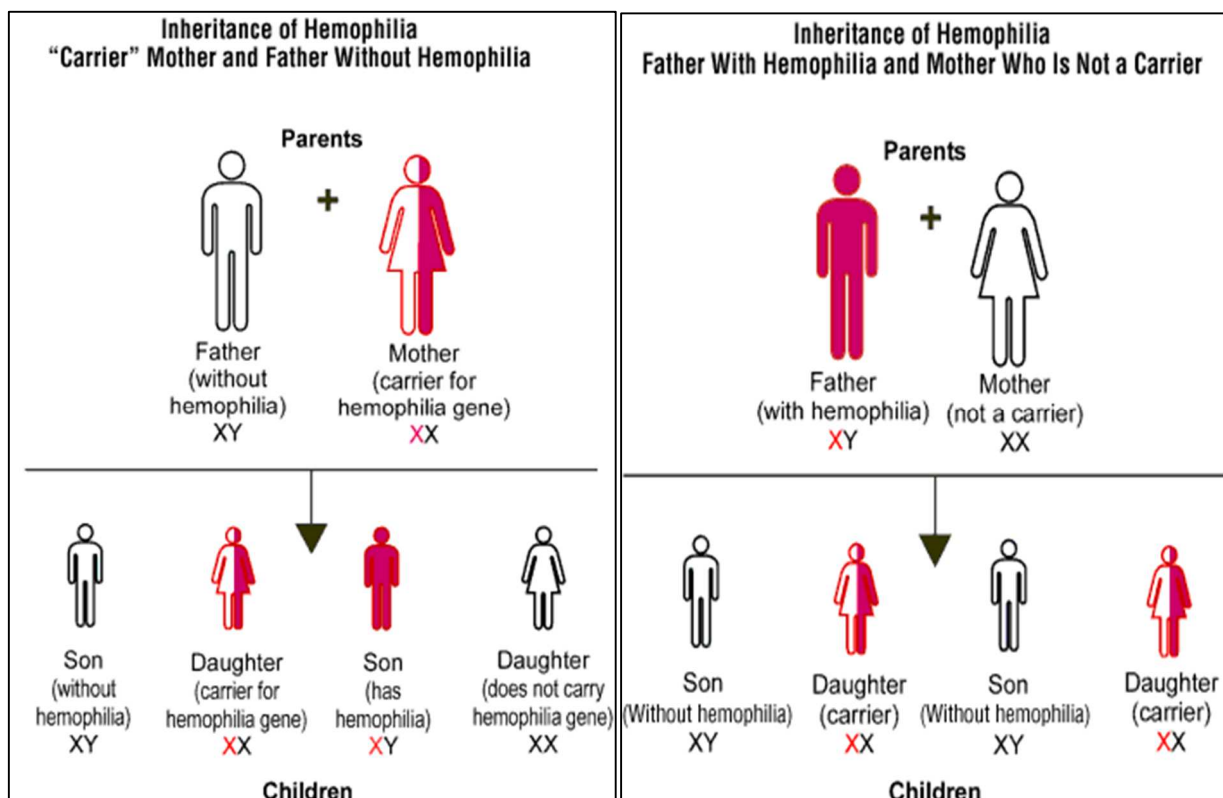 Inheritance of Hemophilia
"Carrier" Mother and Father Without Hemophilia
Parents
+
Father
(without
hemophilia)
XY
Mother
(carrier for
hemophilia gene)
XX
Son
(without
hemophilia)
XY
Daughter
(carrier for
hemophilia gene)
XX
Son
(has
hemophilia)
XY
Daughter
(does not carry
hemophilia gene)
XX
Children
Inheritance of Hemophilia
Father With Hemophilia and Mother Who Is Not a Carrier
Parents
+
Father
(with hemophilia)
XY
Mother
(not a carrier)
XX
Son
(Without hemophilia)
XY
Daughter
(carrier)
XX
Son
(Without hemophilia)
XY
Daughter
(carrier)
XX
Children